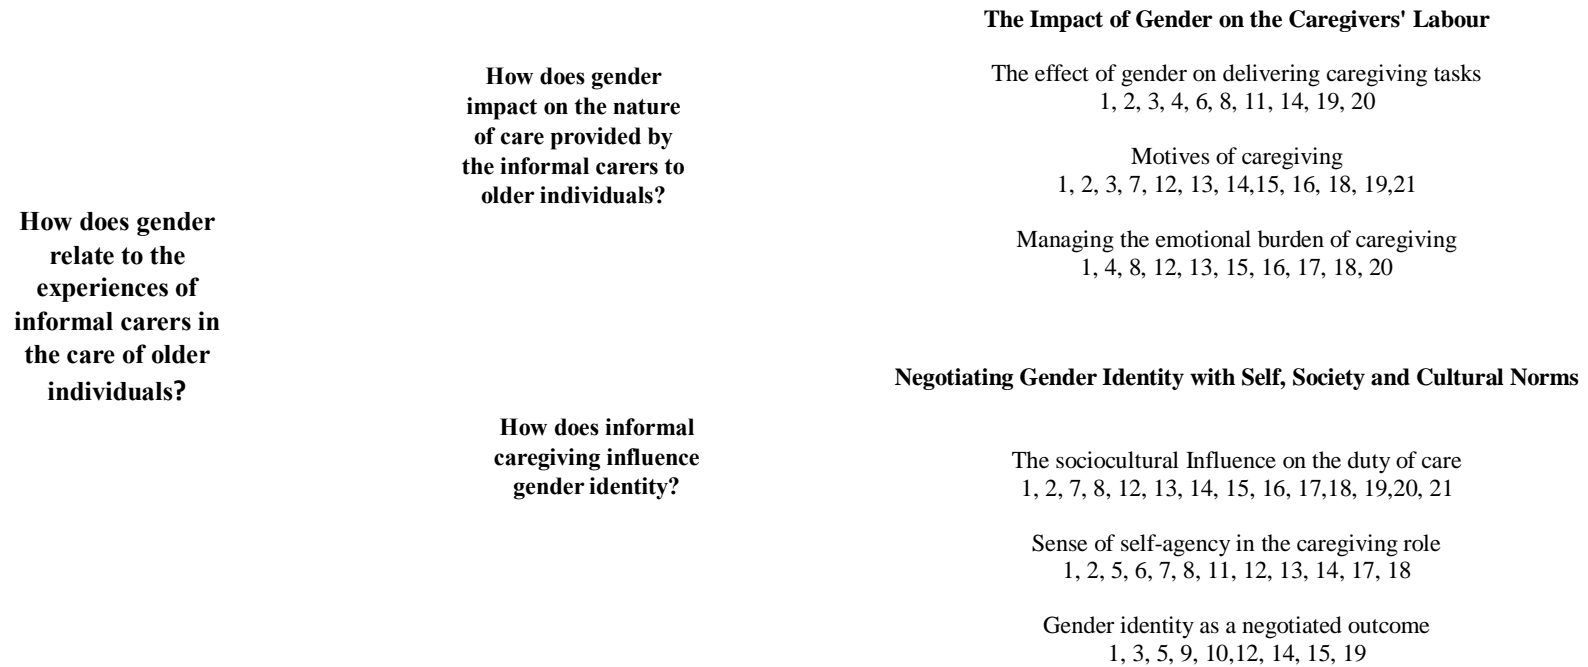 How does gender
relate to the
experiences of
informal carers in
the care of older
individuals?
How does gender
impact on the nature
of care provided by
the informal carers to
older individuals?
How does informal
caregiving influence
gender identity?
The Impact of Gender on the Caregivers' Labour
The effect of gender on delivering caregiving tasks
1, 2, 3, 4, 6, 8, 11, 14, 19, 20
Motives of caregiving
1, 2, 3, 7, 12, 13, 14,15, 16, 18, 19,21
Managing the emotional burden of caregiving
1, 4, 8, 12, 13, 15, 16, 17, 18, 20
Negotiating Gender Identity with Self, Society and Cultural Norms
The sociocultural Influence on the duty of care
1, 2, 7, 8, 12, 13, 14, 15, 16, 17,18, 19,20, 21
Sense of self-agency in the caregiving role
1, 2, 5, 6, 7, 8, 11, 12, 13, 14, 17, 18
Gender identity as a negotiated outcome
1, 3, 5, 9, 10,12, 14, 15, 19